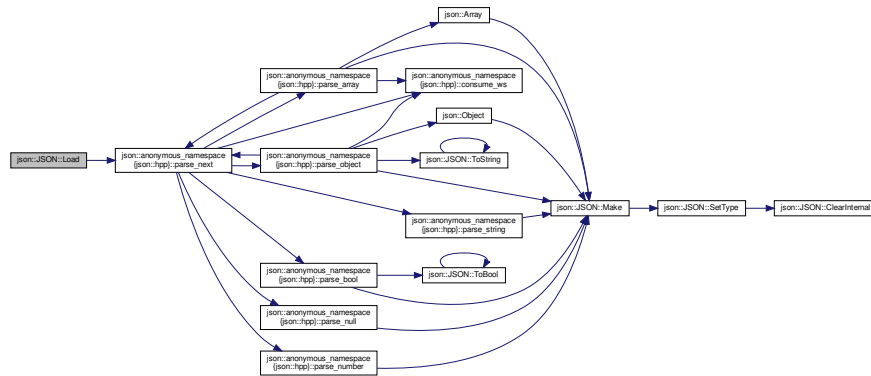 json::Array
json::anonymous_namespace
{json::hpp}::parse_array
json::anonymous_namespace
{json::hpp}::consume_ws
json::Object
json::JSON::Load
json::anonymous_namespace
{json::hpp}::parse_next
json::anonymous_namespace
{json::hpp}::parse_object
json::JSON::ToString
json::JSON::Make
json::JSON::SetType
json::JSON::ClearInternal
json::anonymous_namespace
{json::hpp}::parse_string
json::anonymous_namespace
{json::hpp}::parse_bool
json::JSON::ToBool
json::anonymous_namespace
{json::hpp}::parse_null
json::anonymous_namespace
{json::hpp}::parse_number